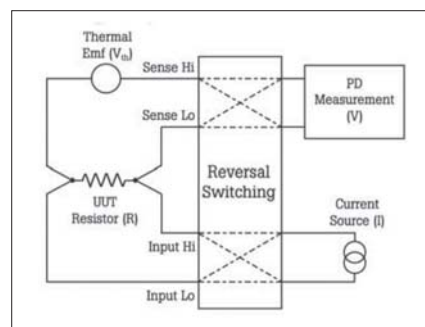 Thermal
Emf (Vth)
Sense Hi
Sense Lo
PD
Measurement
(V)
Reversal
Switching
UUT
Resistor (R)
Current
Source (I)
Input Hi
Input Lo